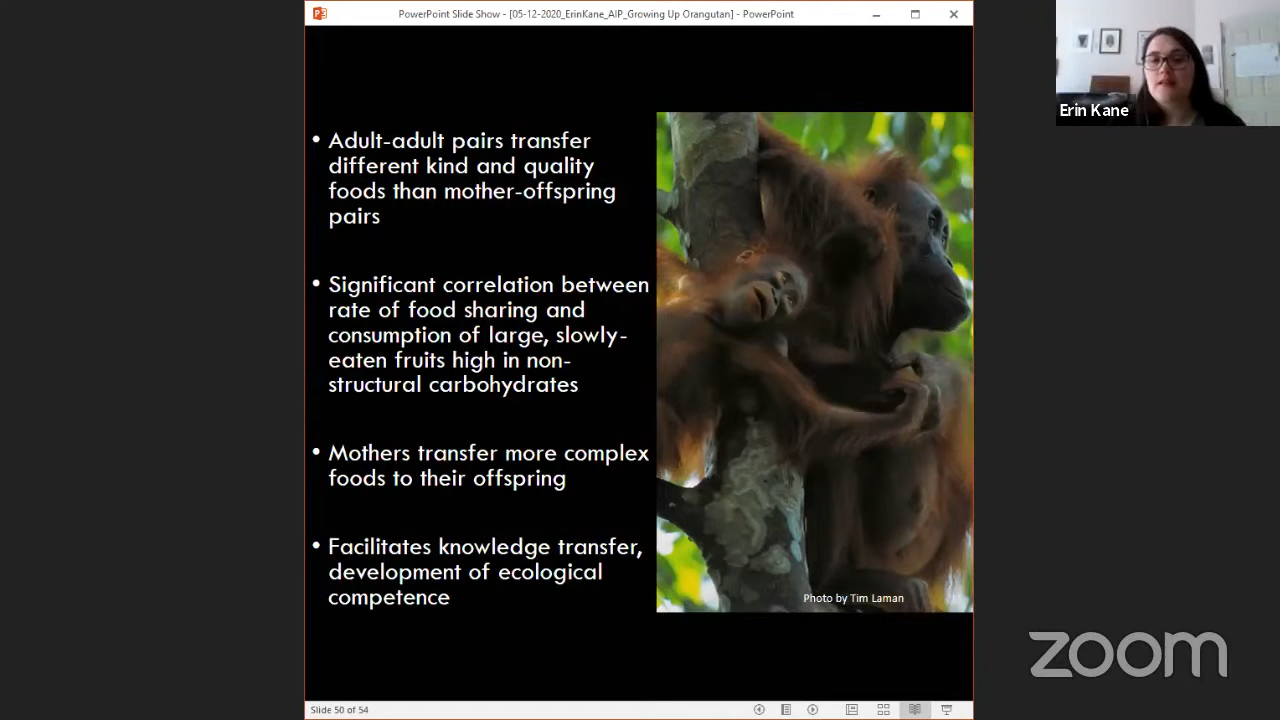 PowerPoint Slide Show - [05-12-2020_ErinKane_AIP_Growing Up Orangutan] - PowerPoint
Erin Kane
• Adult-adult pairs transfer
different kind and quality
foods than mother-offspring
pairs
• Significant correlation between
rate of food sharing and
consumption of large, slowly-
eaten fruits high in non-
structural carbohydrates
• Mothers transfer more complex
foods to their offspring
• Facilitates knowledge transfer,
development of ecological
competence
Photo by Tim Laman
zoom
Slide 50 of 54